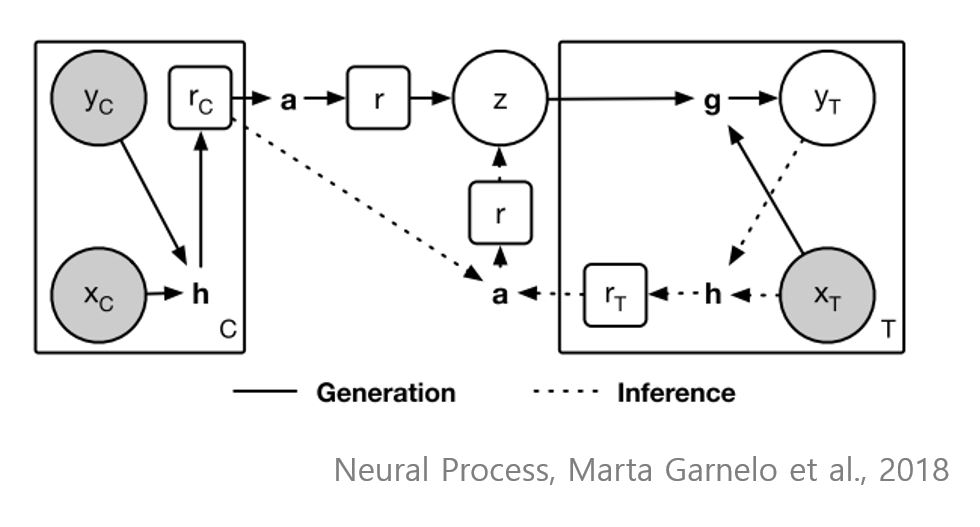 y_C r_C a r z g y_T
r
x_C h C a r_T h x_T T
Generation Inference
Neural Process, Marta Garnelo et al., 2018